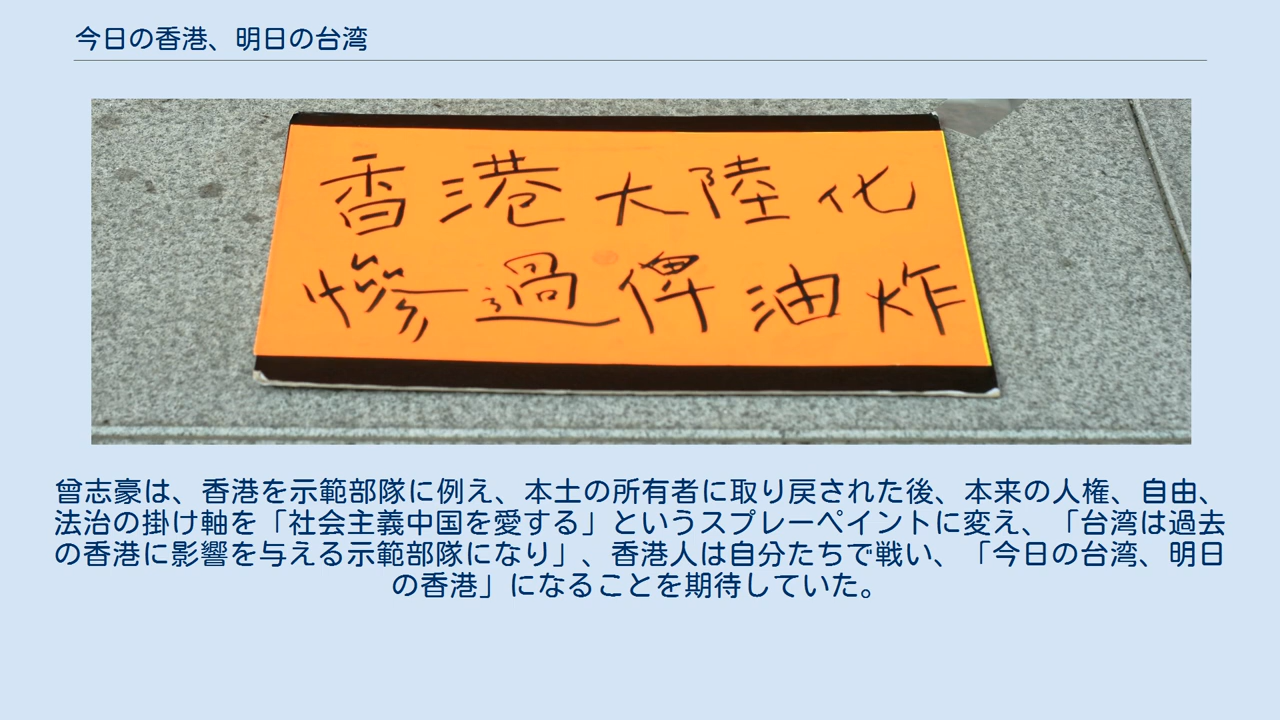 今日の香港、明日の台湾
香港大陸化
慘過俾油炸
曾志豪は、香港を示範部隊に例え、本土の所有者に取り戻された後、本来の人権、自由、
法治の掛け軸を「社会主義中国を愛する」というスプレーペイントに変え、「台湾は過去
の香港に影響を与える示範部隊になり」、香港人は自分たちで戦い、「今日の台湾、明日
の香港」になることを期待していた。